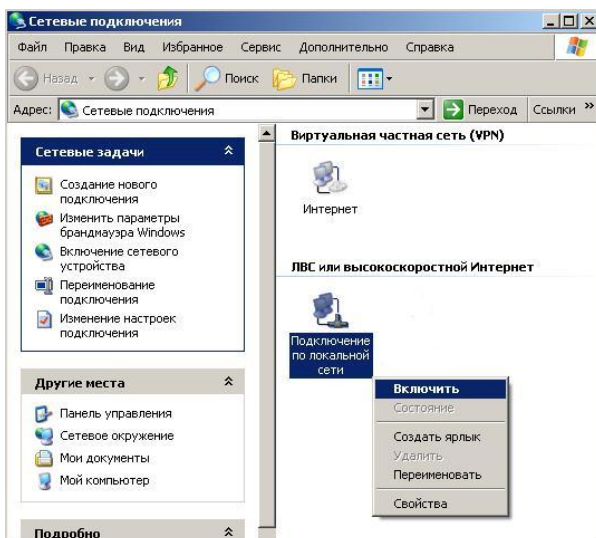 Сетевые подключения
Файл Правка Вид Избранное Сервис Дополнительно Справка
Назад Поиск Папки
Адрес: Сетевые подключения Переход Ссылки »
Сетевые задачи
Создание нового
подключения
Изменить параметры
брандмауэра Windows
Включение сетевого
устройства
Переименование
подключения
Изменение настроек
подключения
Другие места
Панель управления
Сетевое окружение
Мои документы
Мой компьютер
Подробно
Виртуальная частная сеть (VPN)
Интернет
ЛВС или высокоскоростной Интернет
Подключение
по локальной
сети
Включить
Состояние
Создать ярлык
Удалить
Переименовать
Свойства